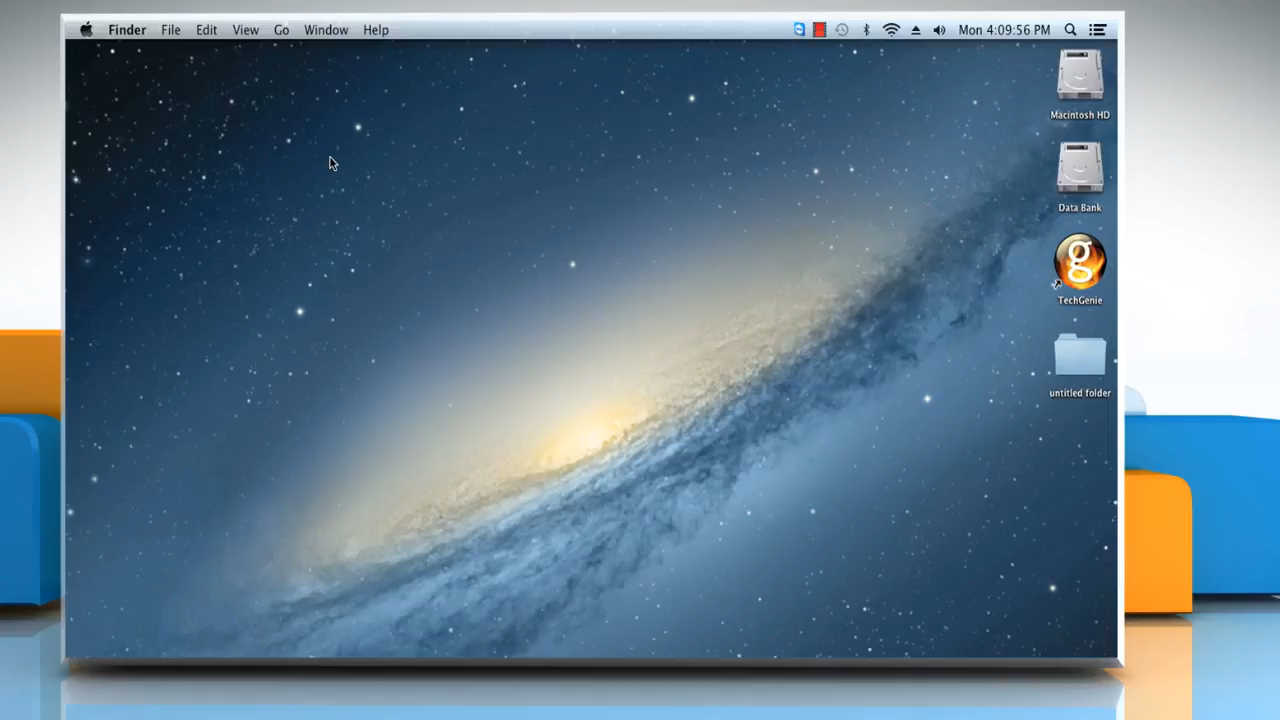 Finder File Edit View Go Window Help Mon 4:09:56 PM
Macintosh HD
Data Bank
g
TechGenie
untitled folder